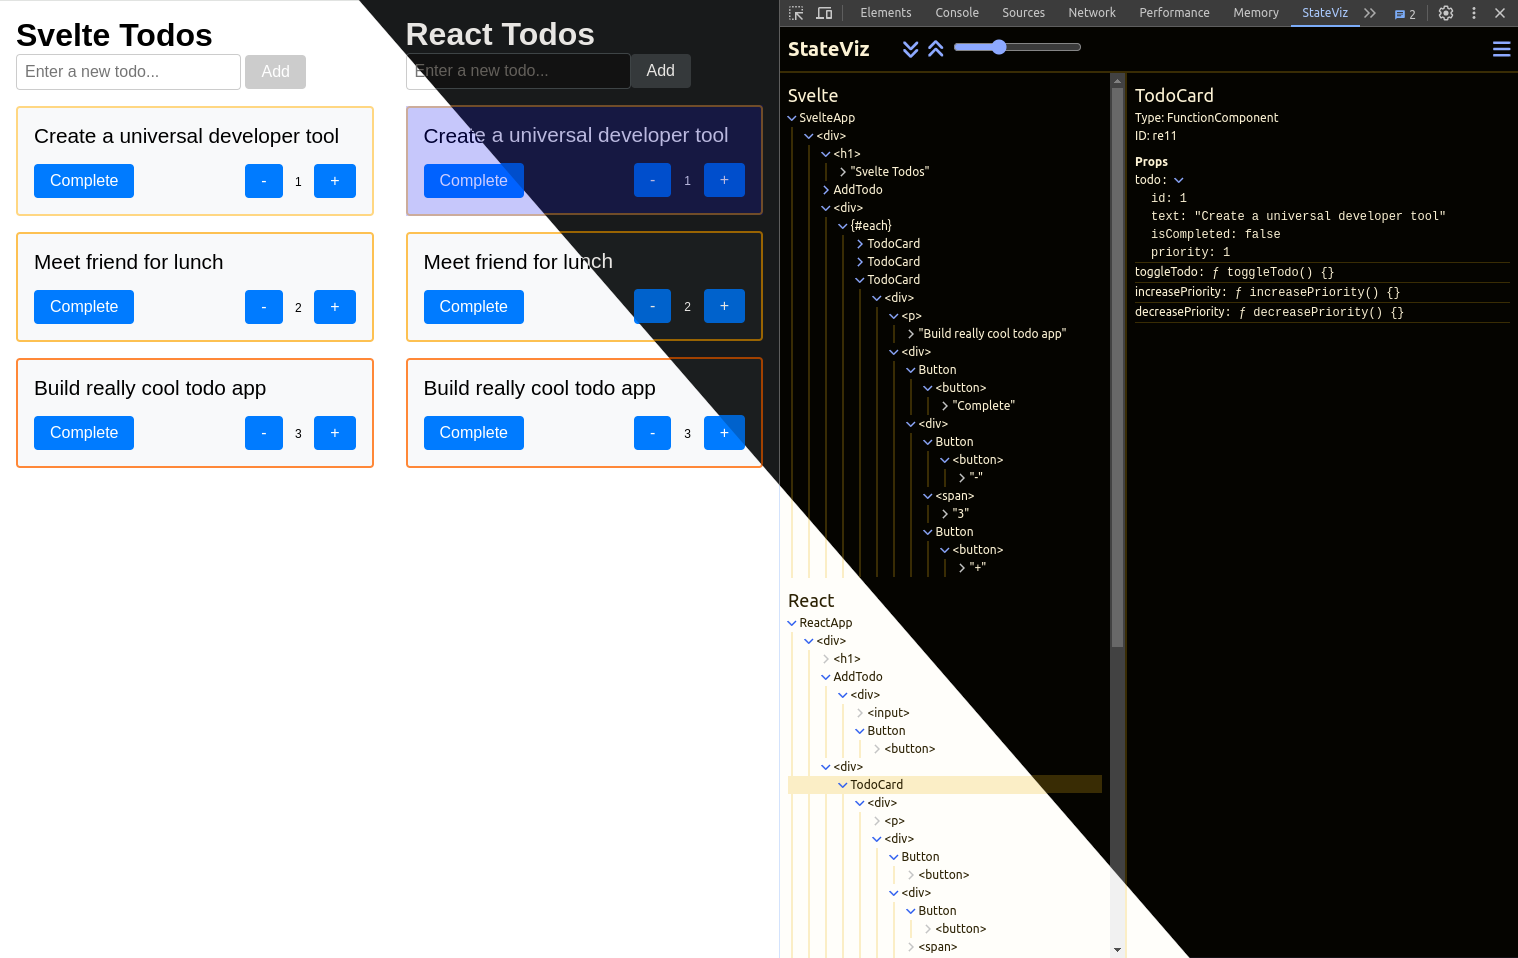 Svelte Todos
Enter a new todo...
Add
Create a universal developer tool
Complete
-
1
+
Meet friend for lunch
Complete
-
2
+
Build really cool todo app
Complete
-
3
+
React Todos
Enter a new todo...
Add
Create a universal developer tool
Complete
-
1
+
Meet friend for lunch
Complete
-
2
+
Build really cool todo app
Complete
-
3
+
Elements Console Sources Network Performance Memory StateViz 2
StateViz
Svelte
SvelteApp
<div>
<h1>
"Svelte Todos"
AddTodo
<div>
{#each}
TodoCard
TodoCard
TodoCard
<div>
<p>
"Build really cool todo app"
<div>
Button
<button>
"Complete"
<div>
Button
<button>
"-"
<span>
"3"
Button
<button>
"+"
React
ReactApp
<div>
<h1>
AddTodo
<div>
<input>
Button
<button>
<div>
TodoCard
<div>
<p>
<div>
Button
<button>
<div>
Button
<button>
<span>
TodoCard
Type: FunctionComponent
ID: re11
Props
todo:
id: 1
text: "Create a universal developer tool"
isCompleted: false
priority: 1
toggleTodo: ƒ toggleTodo() {}
increasePriority: ƒ increasePriority() {}
decreasePriority: ƒ decreasePriority() {}